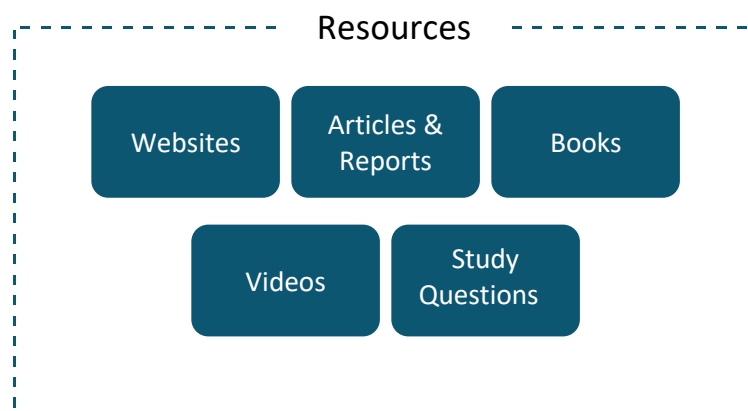 Resources
Websites
Articles &
Reports
Books
Videos
Study
Questions